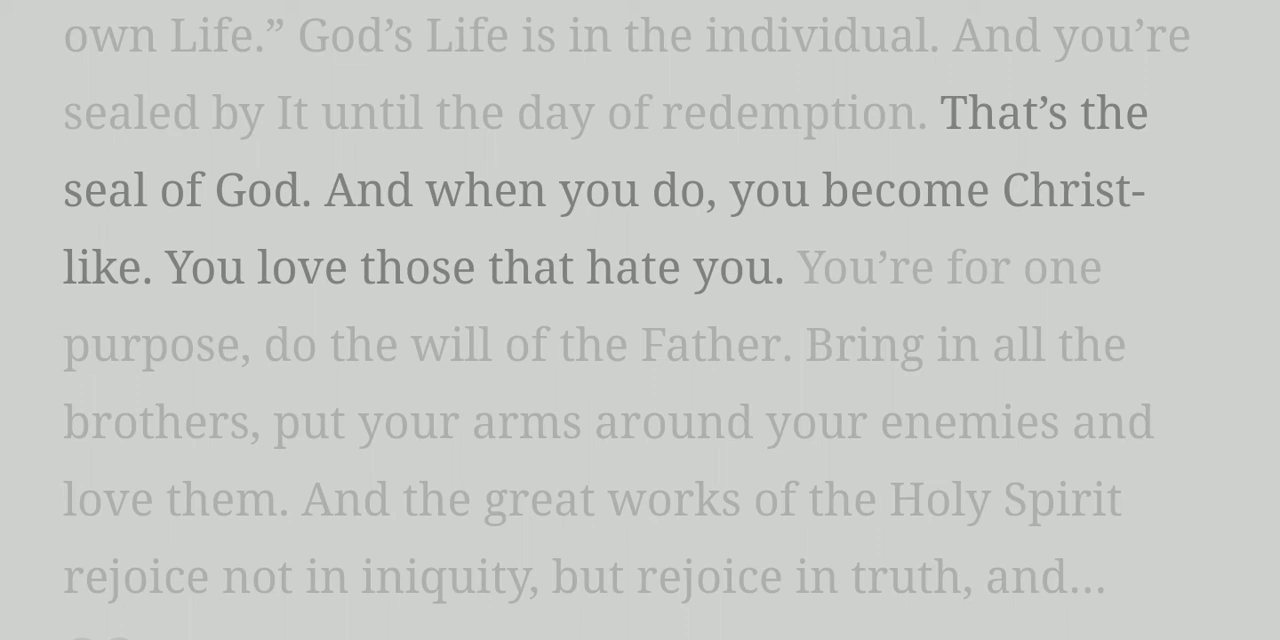 own Life.” God’s Life is in the individual. And you’re
sealed by It until the day of redemption. That’s the
seal of God. And when you do, you become Christ-
like. You love those that hate you. You’re for one
purpose, do the will of the Father. Bring in all the
brothers, put your arms around your enemies and
love them. And the great works of the Holy Spirit
rejoice not in iniquity, but rejoice in truth, and…